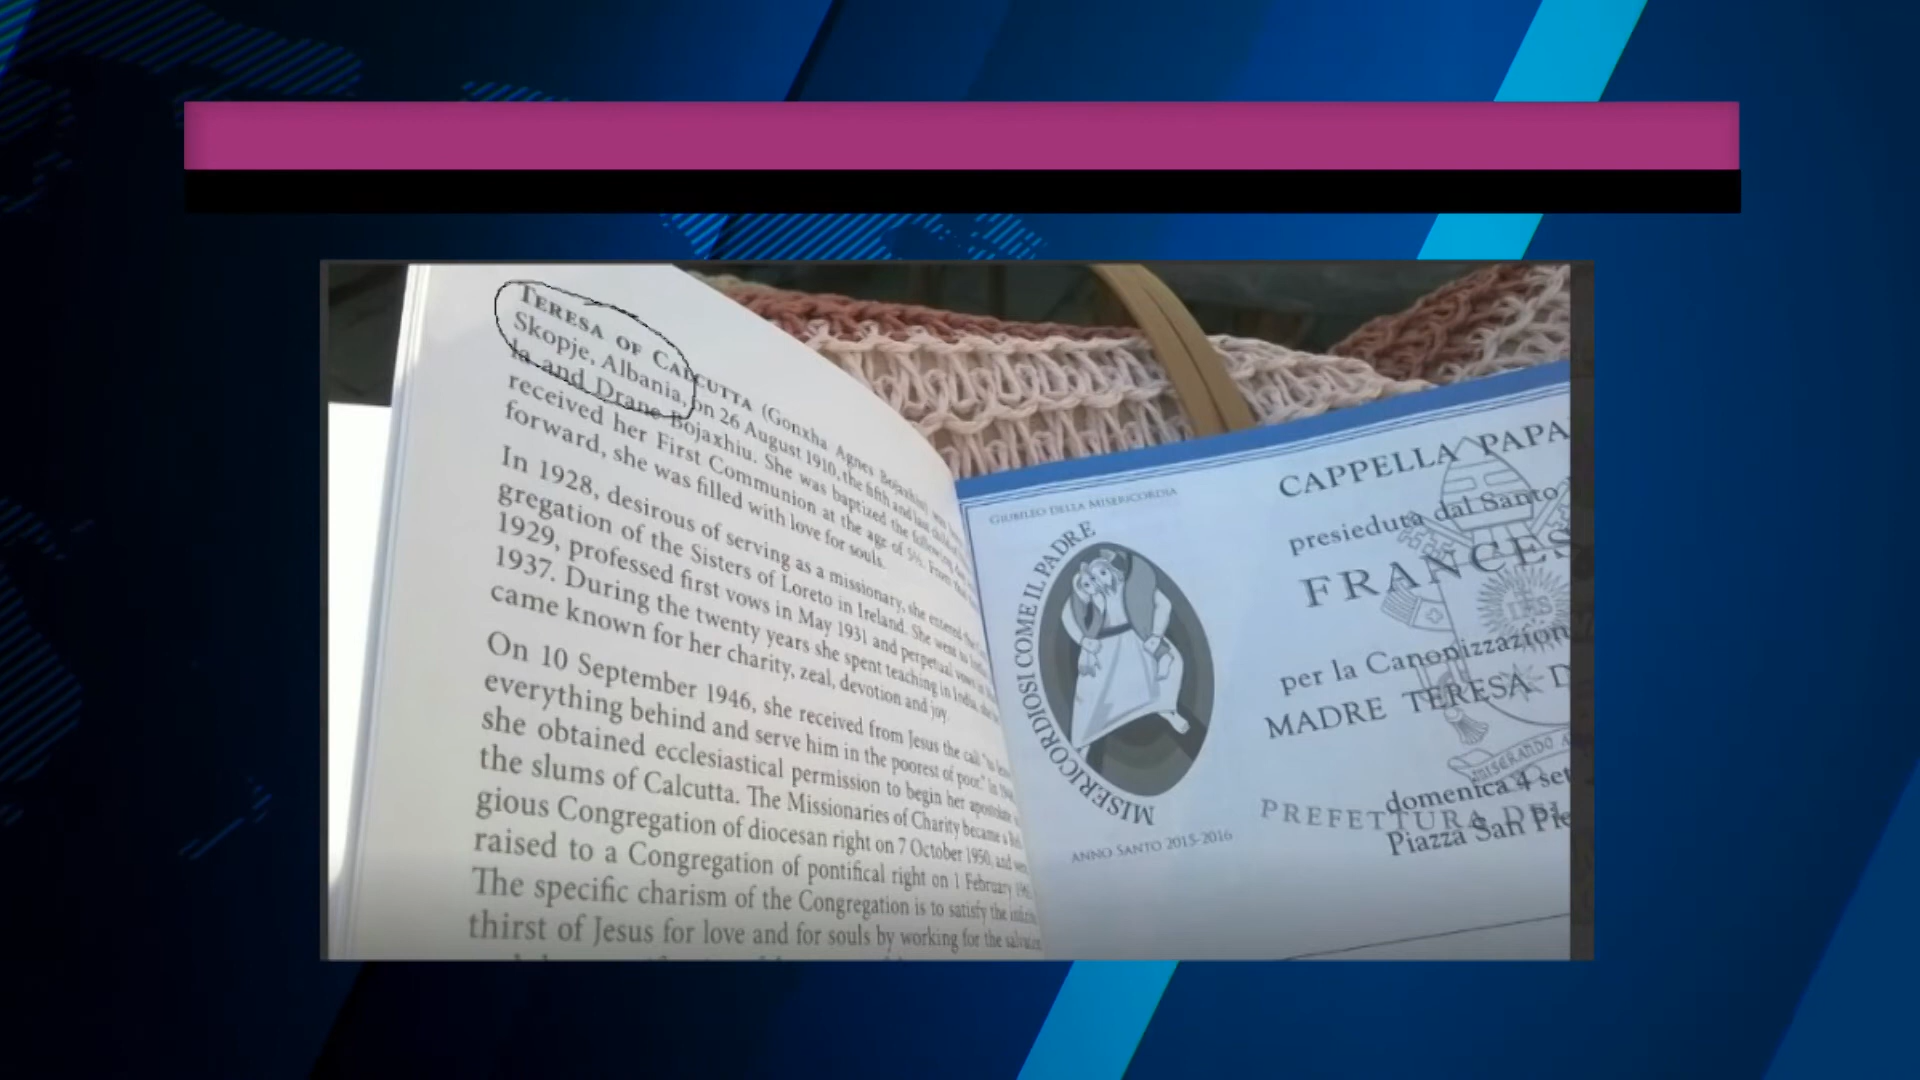 TERESA OF CALCUTTA (Gonxha Agnes Bojaxhiu) was
Skopje, Albania, on 26 August 1910, the fifth and last child of
la and Drane Bojaxhiu. She was baptized the following day
received her First Communion at the age of 5½. From that
forward, she was filled with love for souls.
In 1928, desirous of serving as a missionary, she entered the
gregation of the Sisters of Loreto in Ireland. She went to
1929, professed first vows in May 1931 and perpetual vows in
1937. During the twenty years she spent teaching in India, she
came known for her charity, zeal, devotion and joy.
On 10 September 1946, she received from Jesus the call "to
everything behind and serve him in the poorest of poor." In
she obtained ecclesiastical permission to begin her apostolate
the slums of Calcutta. The Missionaries of Charity became a
gious Congregation of diocesan right on 7 October 1950, and
raised to a Congregation of pontifical right on 1 February
The specific charism of the Congregation is to satisfy the
thirst of Jesus for love and for souls by working for the
GIUBILEO DELLA MISERICORDIA
MISERICORDIOSI COME IL PADRE
ANNO SANTO 2015-2016
CAPPELLA PAPA
presieduta dal Santo
FRANCES
per la Canonizzazion
MADRE TERESA D
MISERANDO A
domenica 4 set
PREFETTURA DEL
Piazza San Pie